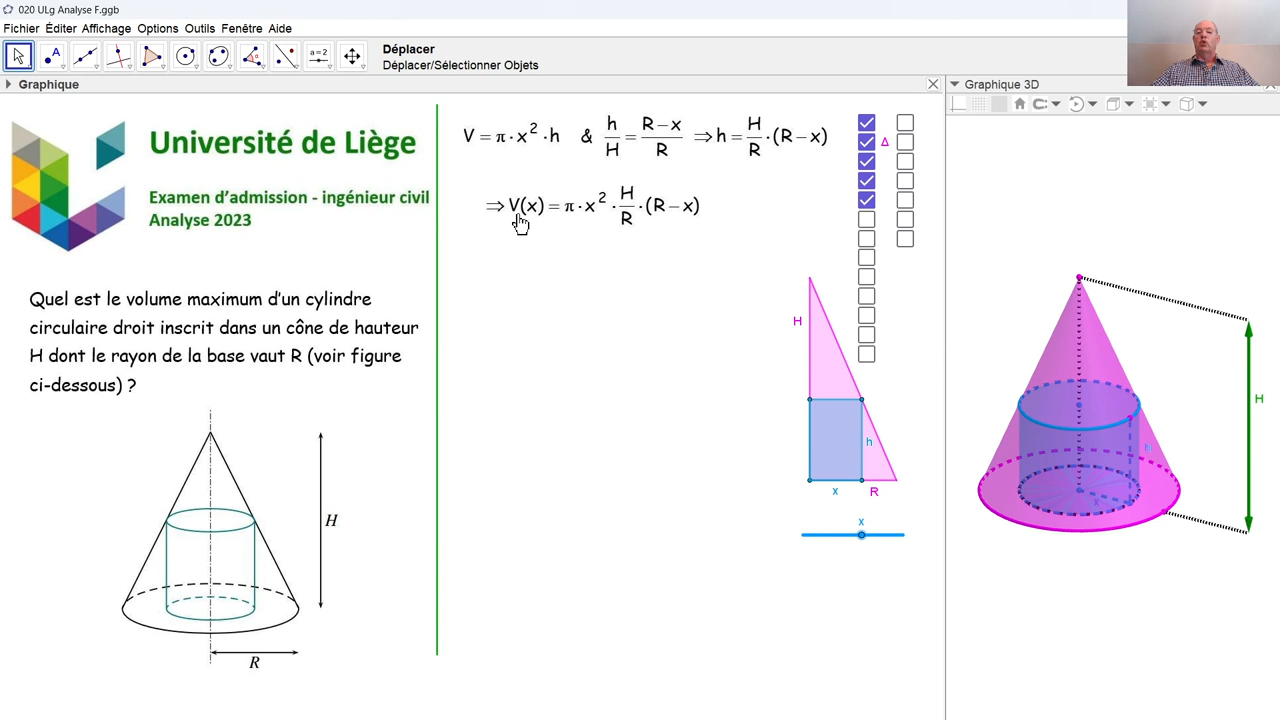 020 ULg Analyse F.ggb
Fichier Éditer Affichage Options Outils Fenêtre Aide
A
a=2
Déplacer
Déplacer/Sélectionner Objets
Graphique
Graphique 3D
Université de Liège
Examen d'admission - ingénieur civil
Analyse 2023
Quel est le volume maximum d'un cylindre
circulaire droit inscrit dans un cône de hauteur
H dont le rayon de la base vaut R (voir figure
ci-dessous) ?
H
R
V = π · x² · h & h/H = (R−x)/R ⇒ h = H/R · (R−x)
⇒ V(x) = π · x² · H/R · (R−x)
Δ
H
h
x R
x
H
h
x